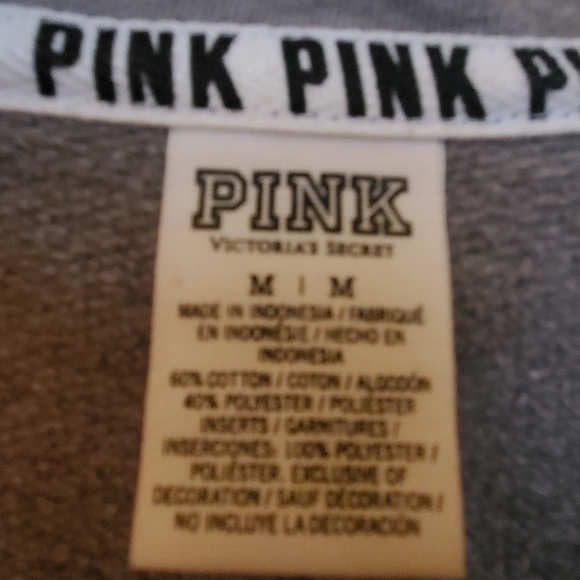 PINK PINK PI
PINK
VICTORIA'S SECRET
M | M
MADE IN INDONESIA / FABRIQUÉ
EN INDONÉSIE / HECHO EN
INDONESIA
60% COTTON / COTON / ALGODÓN
40% POLYESTER / POLIÉSTER
INSERTS / GARNITURES /
INSERCIONES: 100% POLYESTER /
POLIÉSTER. EXCLUSIVE OF
DECORATION / SAUF DÉCORATION /
NO INCLUYE LA DECORACIÓN